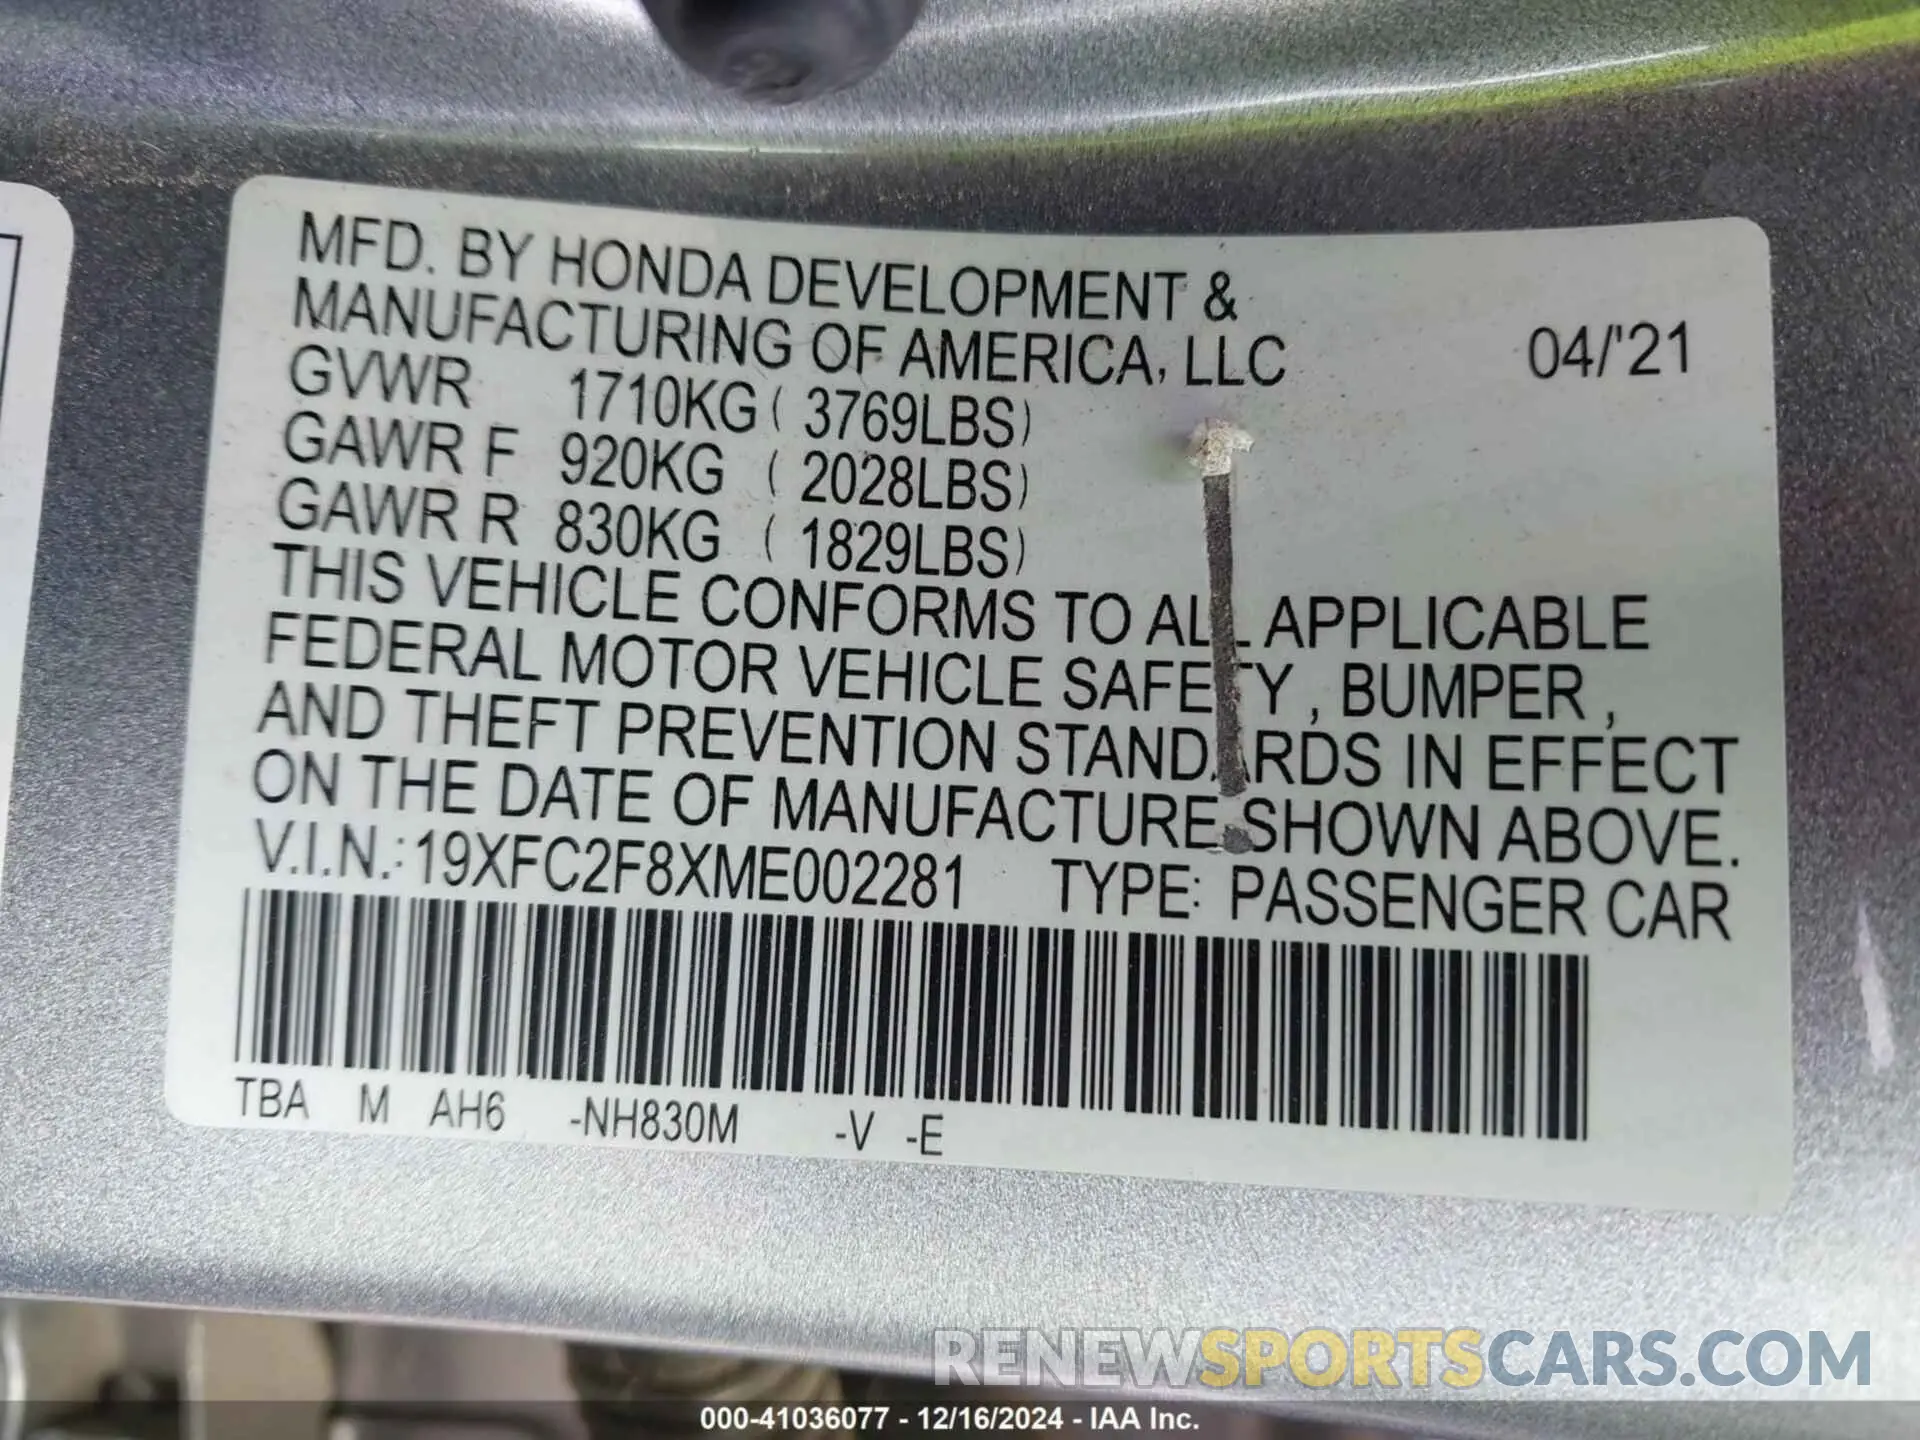 MFD. BY HONDA DEVELOPMENT &
MANUFACTURING OF AMERICA, LLC 04/'21
GVWR 1710KG ( 3769LBS)
GAWR F 920KG ( 2028LBS)
GAWR R 830KG ( 1829LBS)
THIS VEHICLE CONFORMS TO ALL APPLICABLE
FEDERAL MOTOR VEHICLE SAFETY , BUMPER ,
AND THEFT PREVENTION STANDARDS IN EFFECT
ON THE DATE OF MANUFACTURE SHOWN ABOVE.
V.I.N.: 19XFC2F8XME002281 TYPE: PASSENGER CAR
TBA M AH6 -NH830M -V -E
RENEWSPORTSCARS.COM
000-41036077 - 12/16/2024 - IAA Inc.